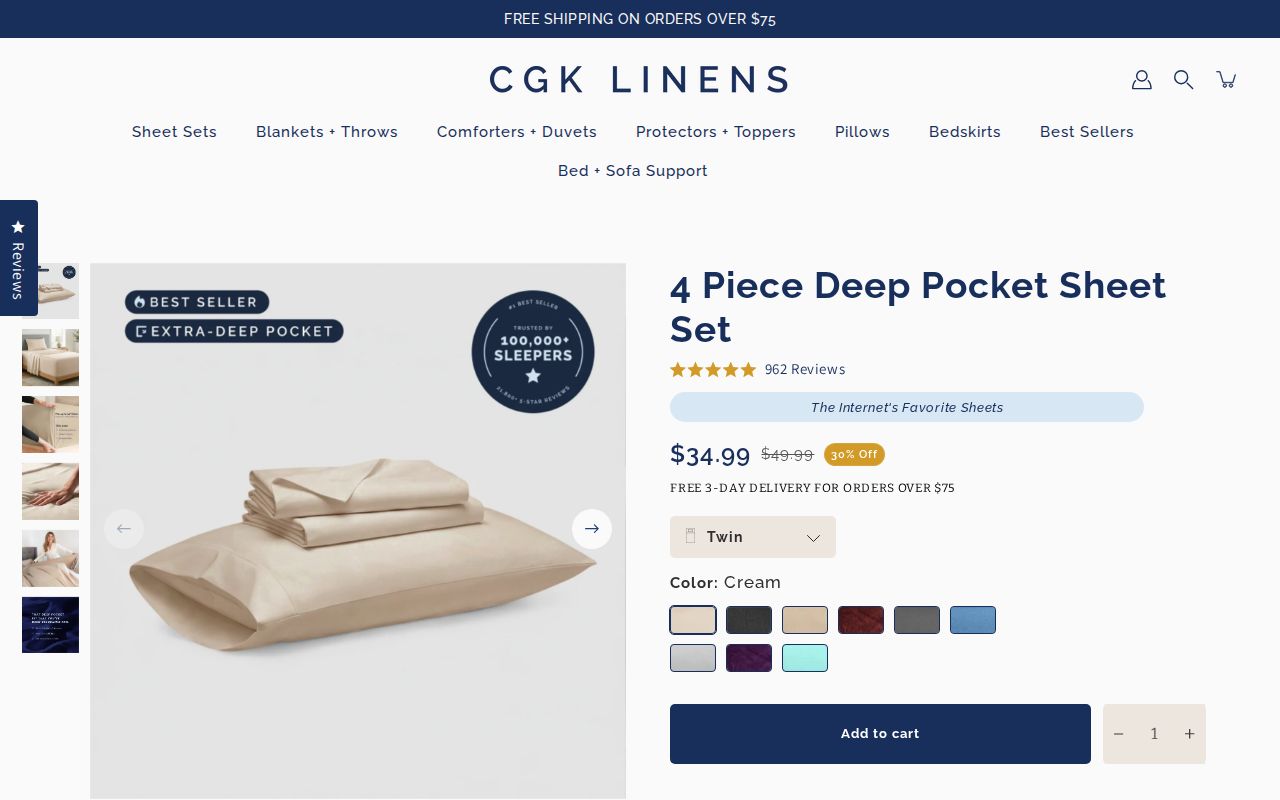 FREE SHIPPING ON ORDERS OVER $75
CGK LINENS
Sheet Sets
Blankets + Throws
Comforters + Duvets
Protectors + Toppers
Pillows
Bedskirts
Best Sellers
Bed + Sofa Support
Reviews
BEST SELLER
EXTRA-DEEP POCKET
#1 BEST SELLER
TRUSTED BY
100,000+
SLEEPERS
4 Piece Deep Pocket Sheet
Set
962 Reviews
The Internet's Favorite Sheets
$34.99 $49.99 30% Off
FREE 3-DAY DELIVERY FOR ORDERS OVER $75
Twin
Color: Cream
Add to cart
− 1 +